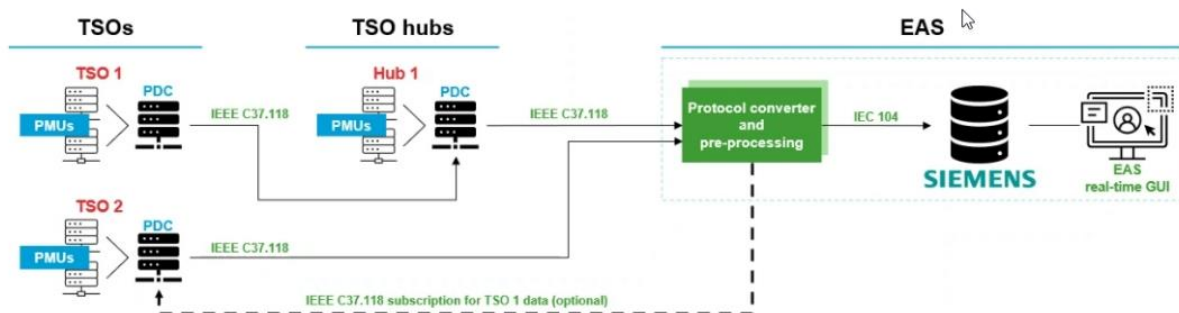 TSOs
TSO hubs
EAS
TSO 1
PDC
PMUs
IEEE C37.118
Hub 1
PDC
PMUs
IEEE C37.118
Protocol converter
and
pre-processing
IEC 104
SIEMENS
EAS
real-time GUI
TSO 2
PDC
PMUs
IEEE C37.118
IEEE C37.118 subscription for TSO 1 data (optional)